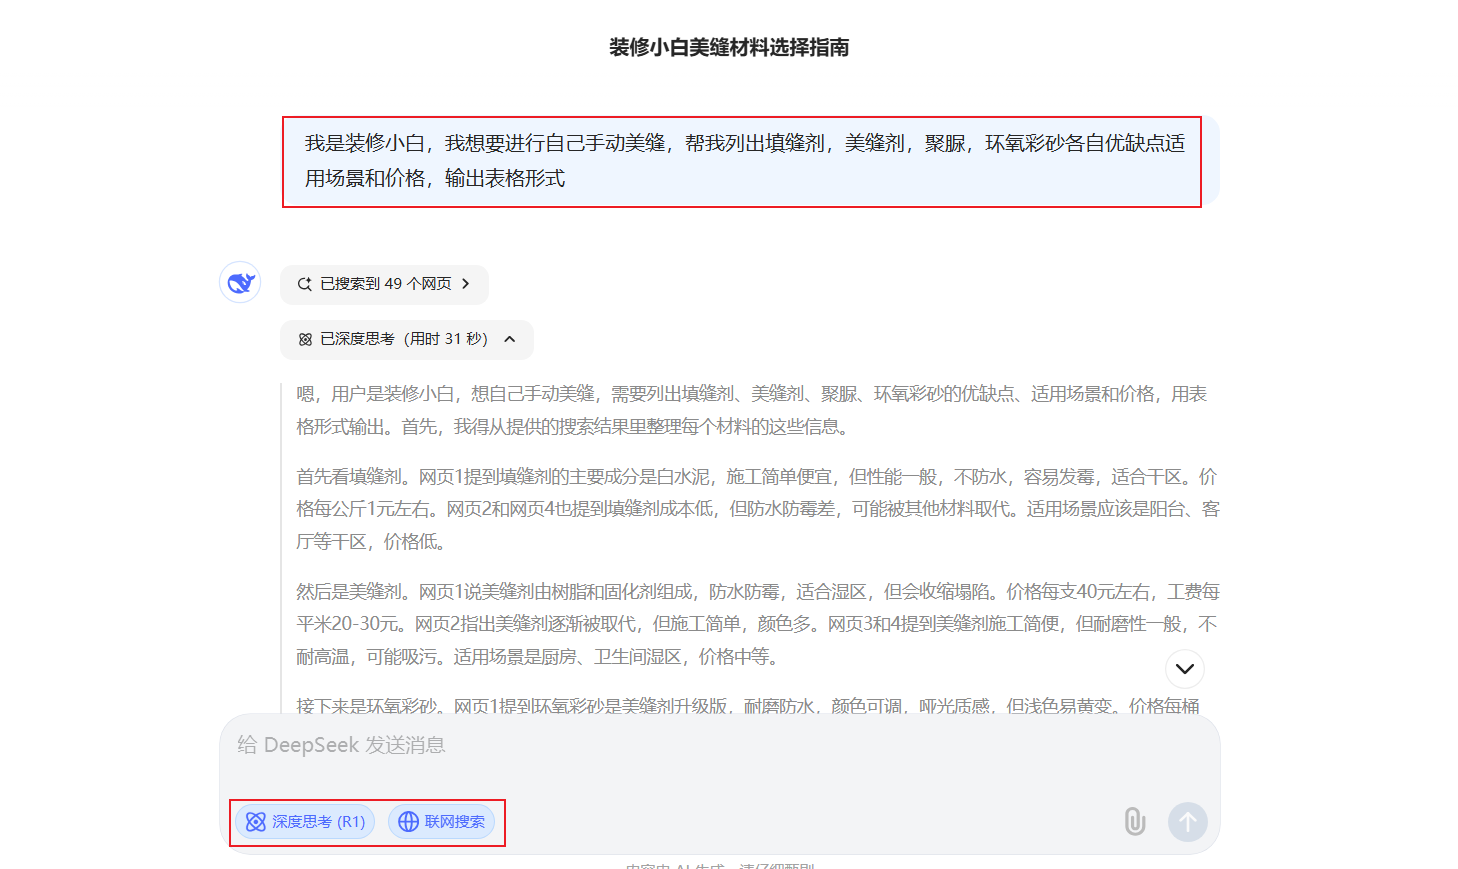 装修小白美缝材料选择指南
我是装修小白，我想要进行自己手动美缝，帮我列出填缝剂，美缝剂，聚脲，环氧彩砂各自优缺点适
用场景和价格，输出表格形式
已搜索到 49 个网页
已深度思考（用时 31 秒）
嗯，用户是装修小白，想自己手动美缝，需要列出填缝剂、美缝剂、聚脲、环氧彩砂的优缺点、适用场景和价格，用表
格形式输出。首先，我得从提供的搜索结果里整理每个材料的这些信息。
首先看填缝剂。网页1提到填缝剂的主要成分是白水泥，施工简单便宜，但性能一般，不防水，容易发霉，适合干区。价
格每公斤1元左右。网页2和网页4也提到填缝剂成本低，但防水防霉差，可能被其他材料取代。适用场景应该是阳台、客
厅等干区，价格低。
然后是美缝剂。网页1说美缝剂由树脂和固化剂组成，防水防霉，适合湿区，但会收缩塌陷。价格每支40元左右，工费每
平米20-30元。网页2指出美缝剂逐渐被取代，但施工简单，颜色多。网页3和4提到美缝剂施工简便，但耐磨性一般，不
耐高温，可能吸污。适用场景是厨房、卫生间湿区，价格中等。
接下来是环氧彩砂。网页1提到环氧彩砂是美缝剂升级版，耐磨防水，颜色可调，哑光质感，但浅色易黄变。价格每桶
给 DeepSeek 发送消息
深度思考 (R1)
联网搜索